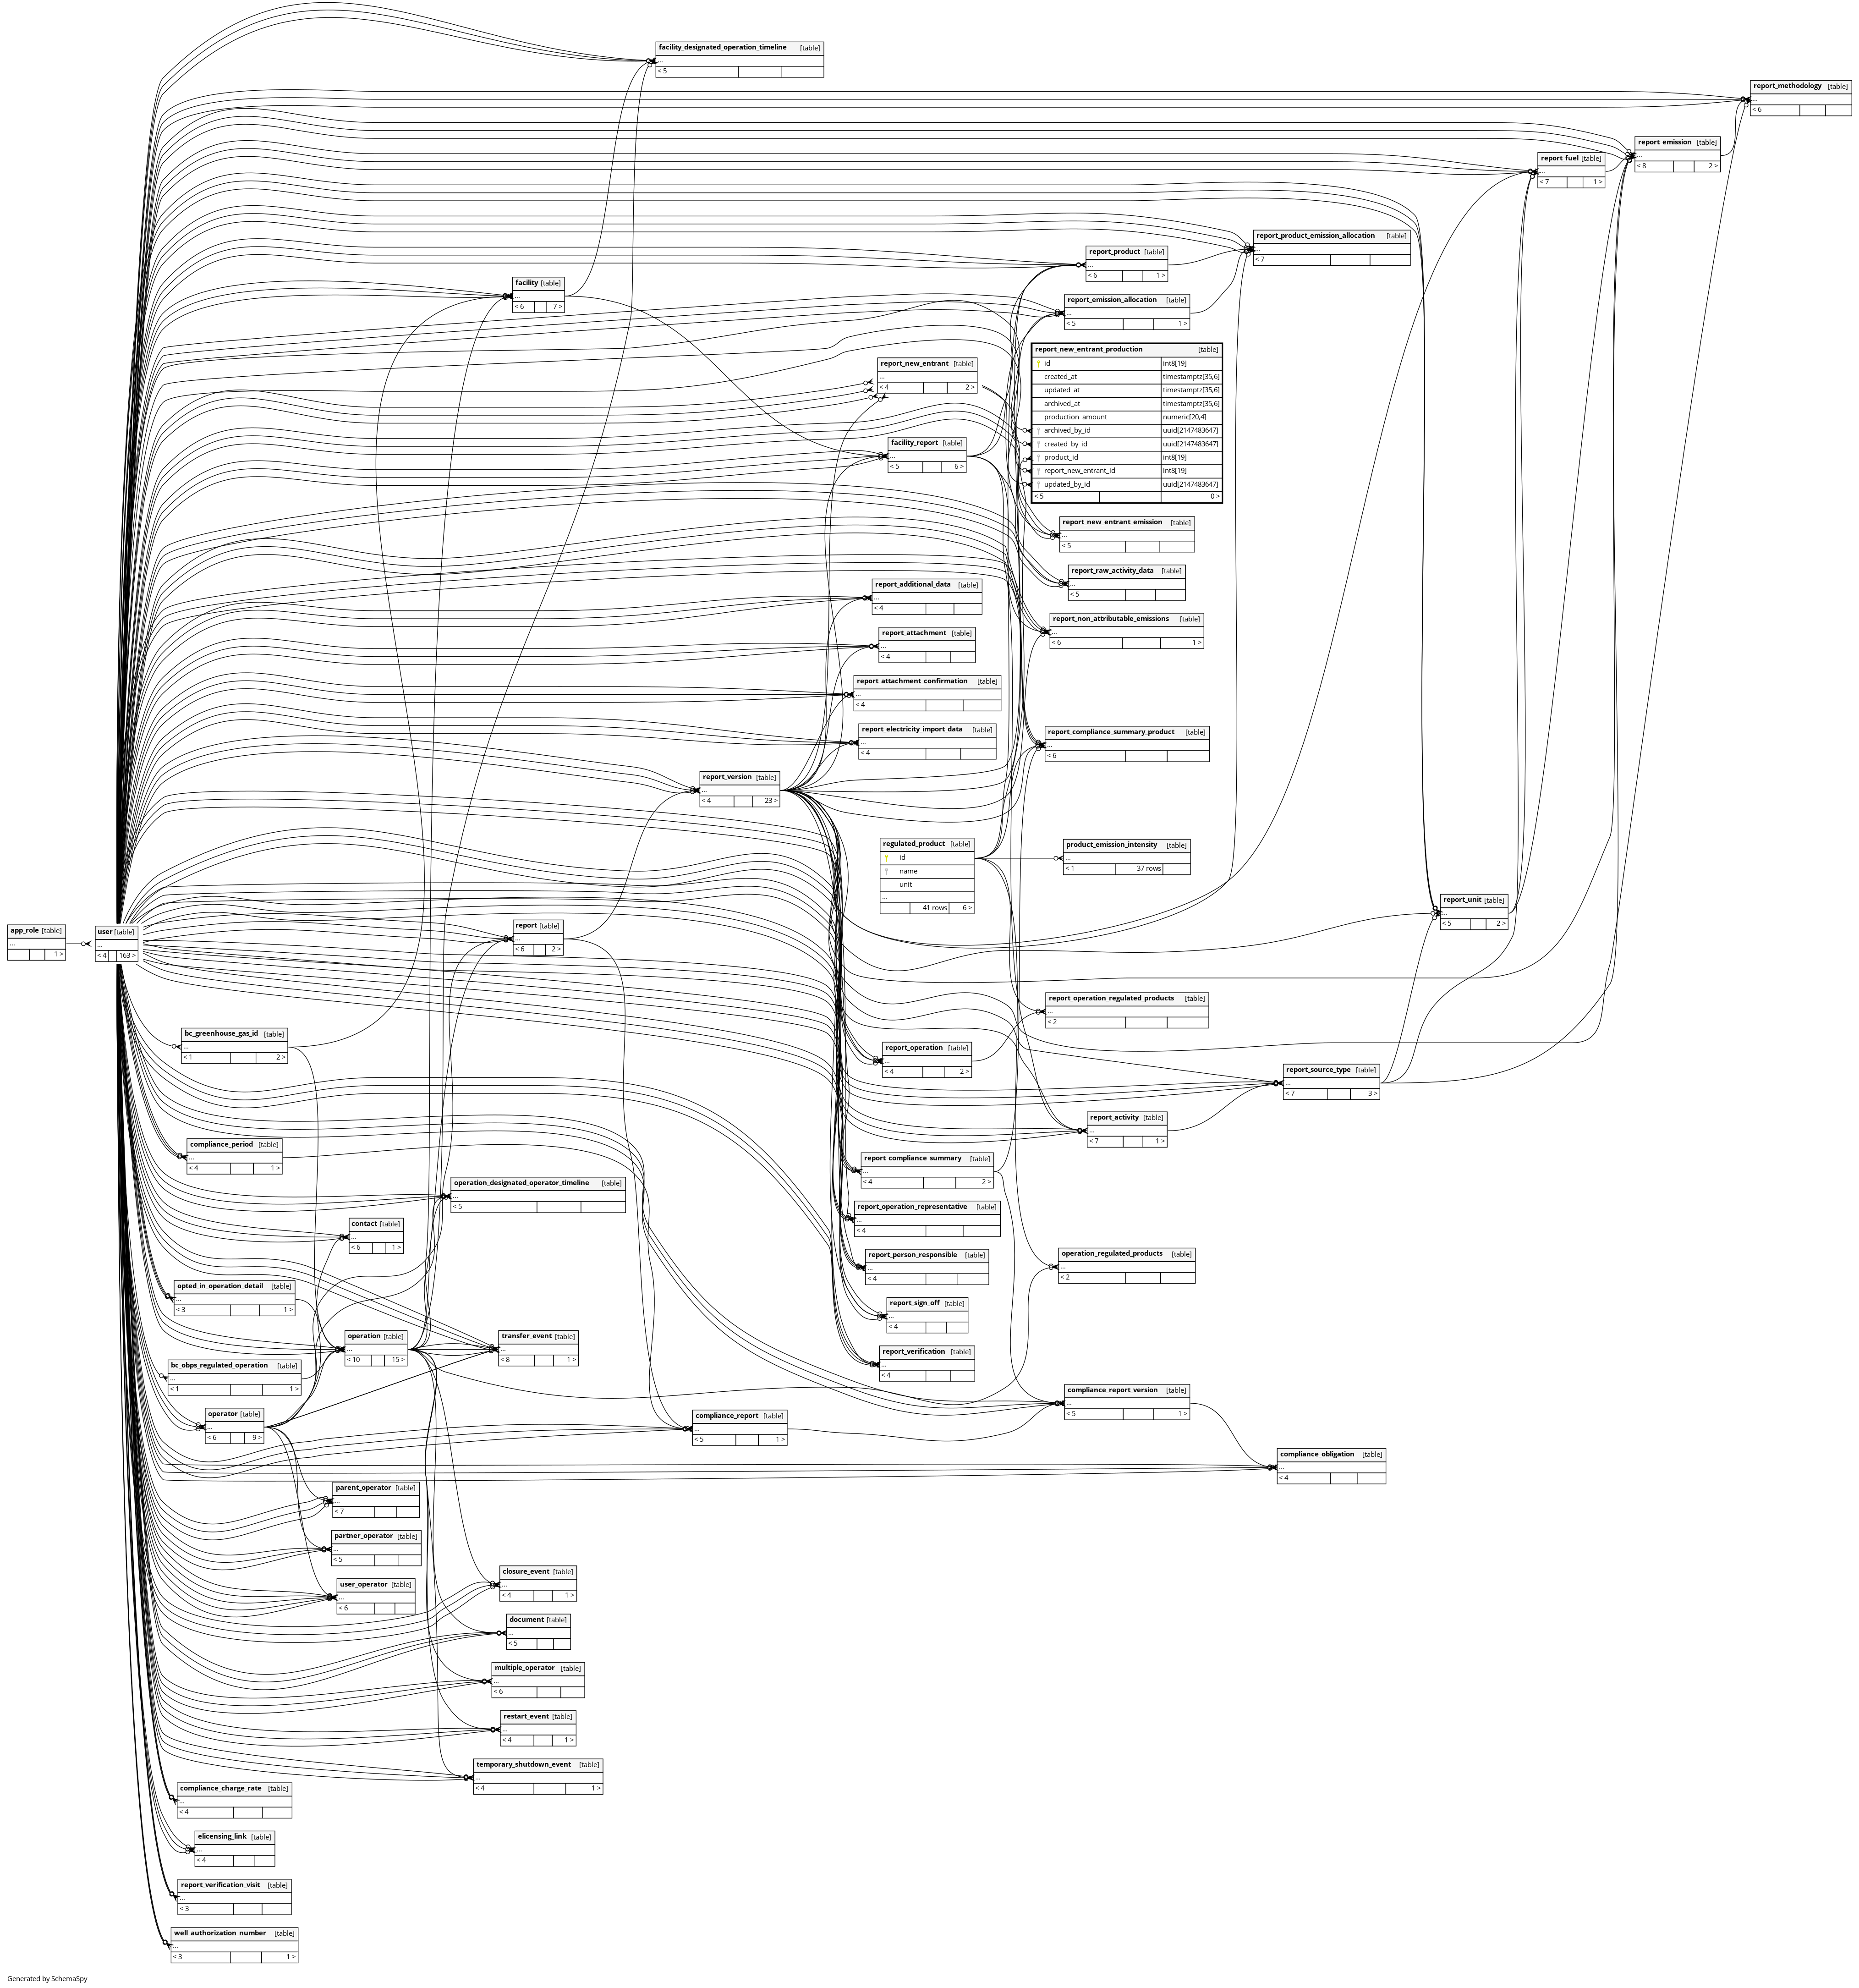 facility_designated_operation_timeline [table]
...
< 5
report_methodology [table]
...
< 6
report_emission [table]
...
< 8 2 >
report_fuel [table]
...
< 7 1 >
report_product_emission_allocation [table]
...
< 7
report_product [table]
...
< 6 1 >
facility [table]
...
< 6 7 >
report_emission_allocation [table]
...
< 5 1 >
report_new_entrant_production [table]
id int8[19]
created_at timestamptz[35,6]
updated_at timestamptz[35,6]
archived_at timestamptz[35,6]
production_amount numeric[20,4]
archived_by_id uuid[2147483647]
created_by_id uuid[2147483647]
product_id int8[19]
report_new_entrant_id int8[19]
updated_by_id uuid[2147483647]
< 5 0 >
report_new_entrant [table]
...
< 4 2 >
facility_report [table]
...
< 5 6 >
report_new_entrant_emission [table]
...
< 5
report_raw_activity_data [table]
...
< 5
report_additional_data [table]
...
< 4
report_non_attributable_emissions [table]
...
< 6 1 >
report_attachment [table]
...
< 4
report_attachment_confirmation [table]
...
< 4
report_electricity_import_data [table]
...
< 4
report_compliance_summary_product [table]
...
< 6
report_version [table]
...
< 4 23 >
regulated_product [table]
id
name
unit
...
41 rows 6 >
product_emission_intensity [table]
...
< 1 37 rows
report_unit [table]
...
< 5 2 >
app_role [table]
...
1 >
user [table]
...
< 4 163 >
report [table]
...
< 6 2 >
report_operation_regulated_products [table]
...
< 2
bc_greenhouse_gas_id [table]
...
< 1 2 >
report_operation [table]
...
< 4 2 >
report_source_type [table]
...
< 7 3 >
report_activity [table]
...
< 7 1 >
compliance_period [table]
...
< 4 1 >
report_compliance_summary [table]
...
< 4 2 >
operation_designated_operator_timeline [table]
...
< 5
report_operation_representative [table]
...
< 4
contact [table]
...
< 6 1 >
report_person_responsible [table]
...
< 4
operation_regulated_products [table]
...
< 2
opted_in_operation_detail [table]
...
< 3 1 >
report_sign_off [table]
...
< 4
operation [table]
...
< 10 15 >
transfer_event [table]
...
< 8 1 >
report_verification [table]
...
< 4
bc_obps_regulated_operation [table]
...
< 1 1 >
compliance_report_version [table]
...
< 5 1 >
operator [table]
...
< 6 9 >
compliance_report [table]
...
< 5 1 >
compliance_obligation [table]
...
< 4
parent_operator [table]
...
< 7
partner_operator [table]
...
< 5
closure_event [table]
...
< 4 1 >
user_operator [table]
...
< 6
document [table]
...
< 5
multiple_operator [table]
...
< 6
restart_event [table]
...
< 4 1 >
temporary_shutdown_event [table]
...
< 4 1 >
compliance_charge_rate [table]
...
< 4
elicensing_link [table]
...
< 4
report_verification_visit [table]
...
< 3
well_authorization_number [table]
...
< 3 1 >
Generated by SchemaSpy